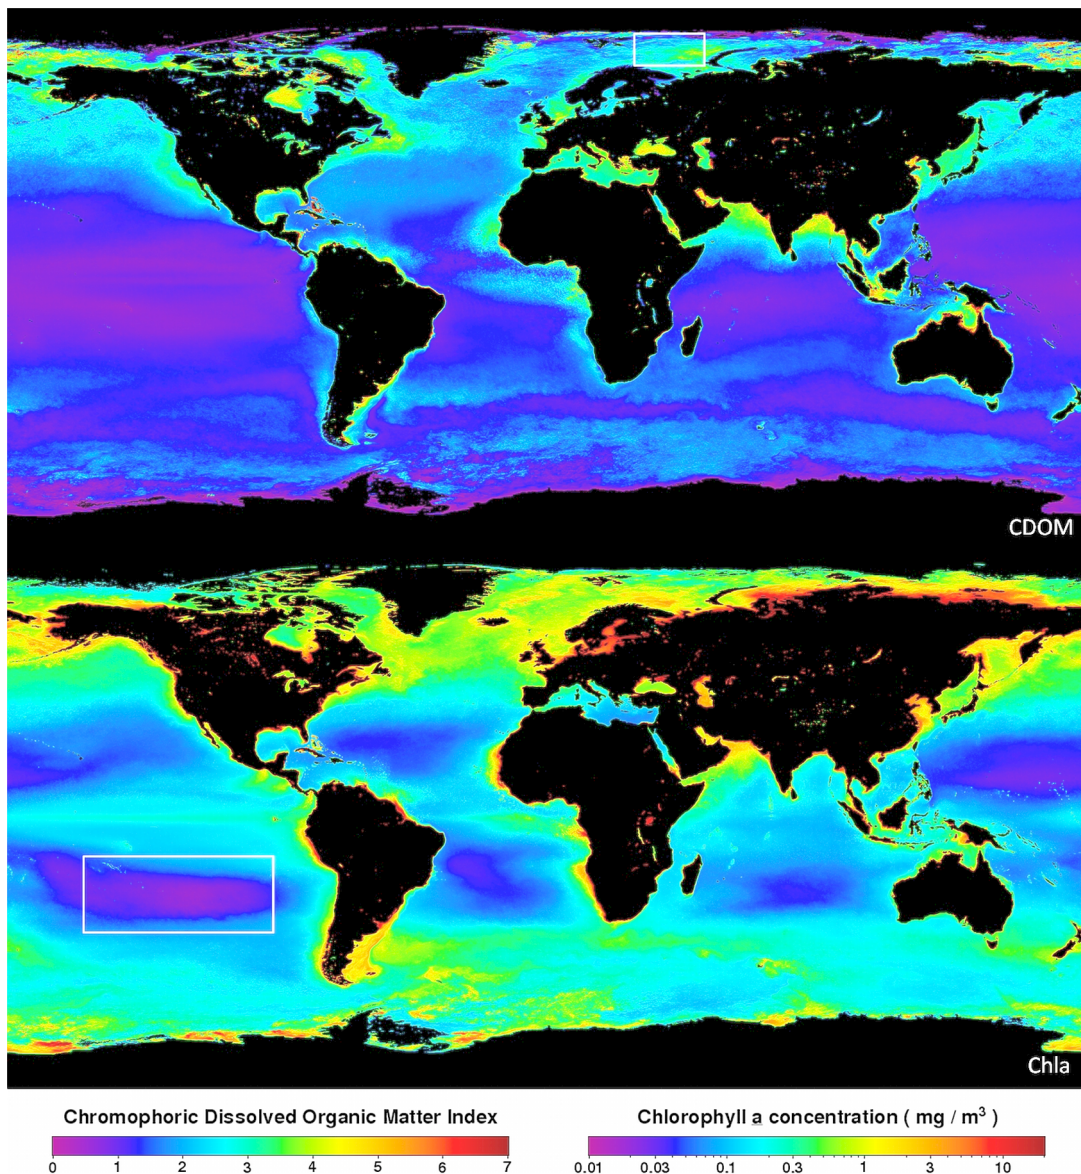 CDOM
Chla
Chromophoric Dissolved Organic Matter Index
0 1 2 3 4 5 6 7
Chlorophyll a concentration ( mg / m³ )
0.01 0.03 0.1 0.3 1 3 10